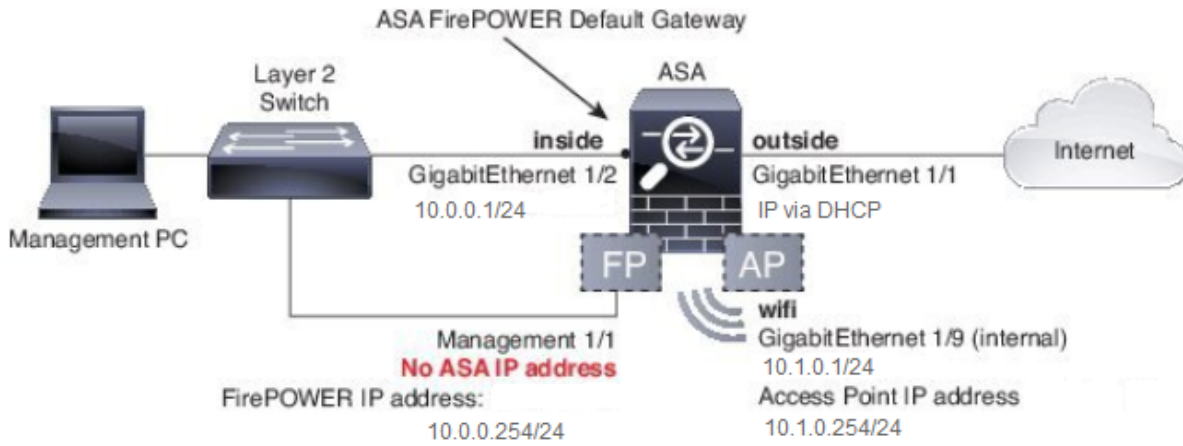 ASA FirePOWER Default Gateway
Layer 2
Switch
ASA
inside
outside
Internet
GigabitEthernet 1/2
GigabitEthernet 1/1
10.0.0.1/24
IP via DHCP
Management PC
FP
AP
wifi
Management 1/1
GigabitEthernet 1/9 (internal)
No ASA IP address
10.1.0.1/24
FirePOWER IP address:
Access Point IP address
10.0.0.254/24
10.1.0.254/24